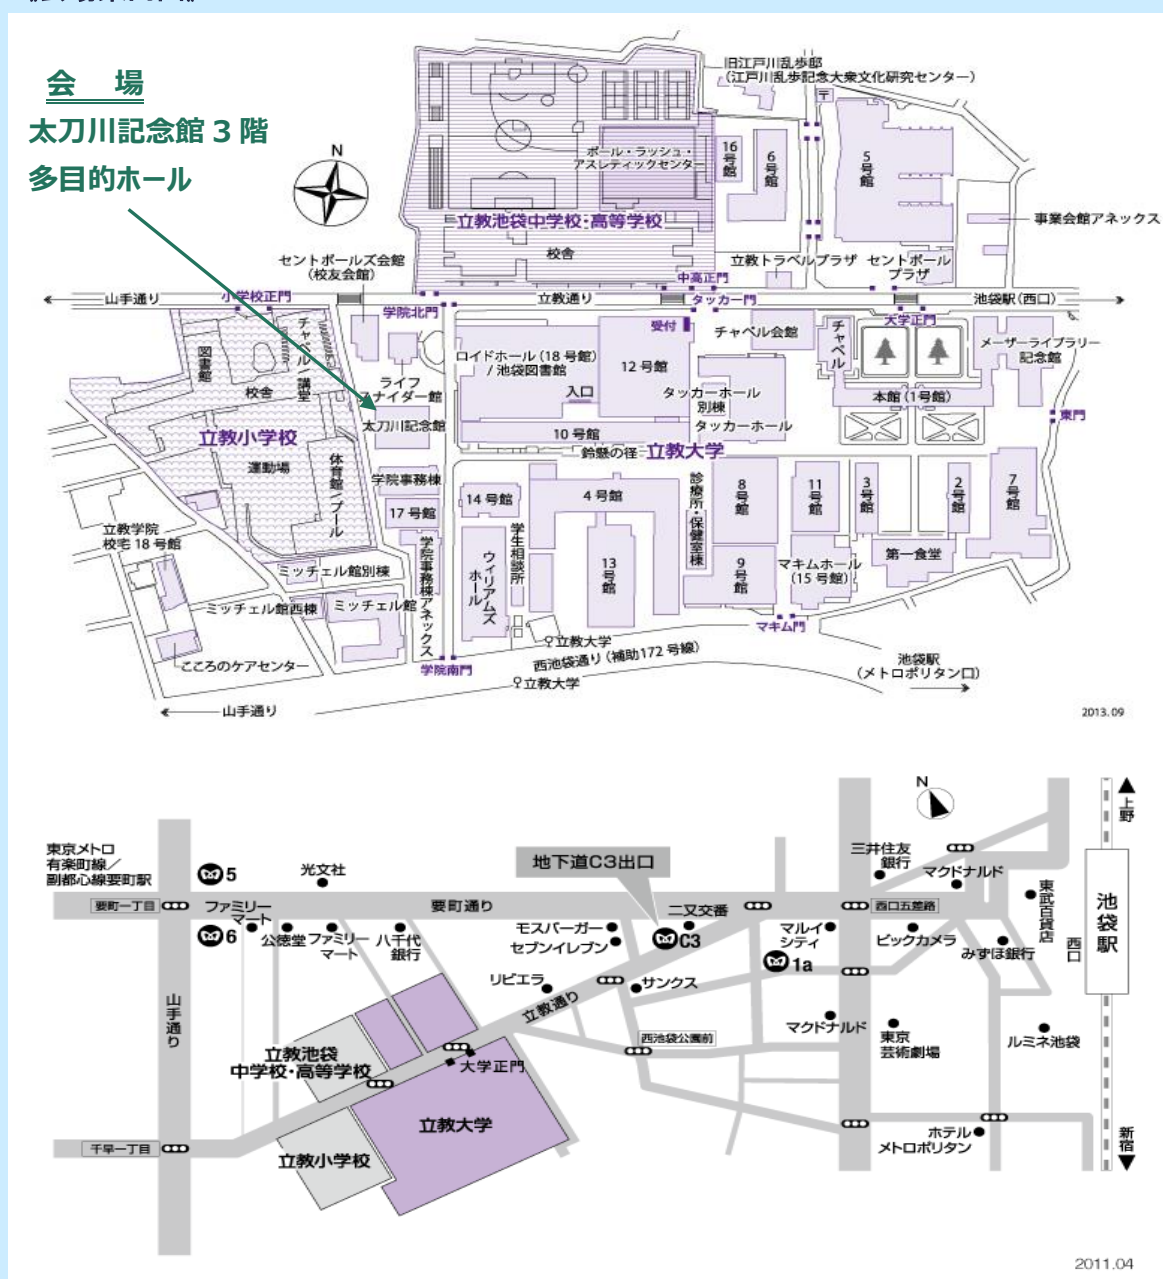 会　場
太刀川記念館 3 階
多目的ホール
N
旧江戸川乱歩邸
(江戸川乱歩記念大衆文化研究センター)
〒
ポール・ラッシュ・
アスレティックセンター
16号館
6号館
5号館
立教池袋中学校・高等学校
校舎
事業会館アネックス
セントポールズ会館
(校友会館)
立教トラベルプラザ
セントポール
プラザ
中高正門
山手通り
小学校正門
学院北門
立教通り
タッカー門
大学正門
池袋駅(西口)
受付
チャペル会館
チャペル
メーザーライブラリー
記念館
図書館
チャペル/講堂
校舎
ライフ
スナイダー館
ロイドホール(18号館)
/池袋図書館
12号館
入口
タッカーホール
別棟
タッカーホール
本館(1号館)
東門
太刀川記念館
立教小学校
運動場
体育館/プール
10号館
鈴懸の径
立教大学
学院事務棟
17号館
14号館
4号館
診療所・保健室棟
8号館
11号館
3号館
2号館
7号館
立教学院
校宅18号館
学生相談所
ウィリアムズ
ホール
13号館
9号館
マキムホール
(15号館)
第一食堂
ミッチェル館別棟
ミッチェル館西棟
ミッチェル館
学院事務棟アネックス
こころのケアセンター
学院南門
立教大学
西池袋通り(補助172号線)
立教大学
マキム門
池袋駅
(メトロポリタン口)
山手通り
2013.09
N
上野
東京メトロ
有楽町線/
副都心線要町駅
5
光文社
地下道C3出口
三井住友
銀行
マクドナルド
要町一丁目
ファミリー
マート
要町通り
二又交番
西口五差路
東武百貨店
池袋駅
西口
6
公徳堂
ファミリー
マート
八千代
銀行
モスバーガー
セブンイレブン
C3
マルイ
シティ
1a
ビックカメラ
みずほ銀行
リビエラ
サンクス
立教通り
山手通り
西池袋公園前
マクドナルド
東京
芸術劇場
ルミネ池袋
立教池袋
中学校・高等学校
大学正門
立教大学
千早一丁目
立教小学校
ホテル
メトロポリタン
新宿
2011.04